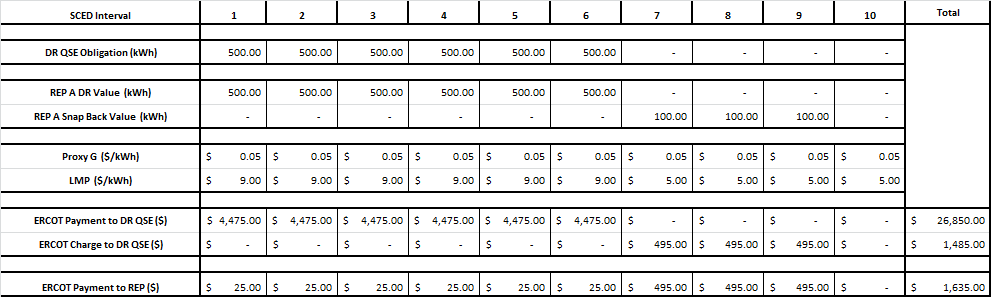 SCED Interval 1 2 3 4 5 6 7 8 9 10 Total
DR QSE Obligation (kWh) 500.00 500.00 500.00 500.00 500.00 500.00 - - - -
REP A DR Value (kWh) 500.00 500.00 500.00 500.00 500.00 500.00 - - - -
REP A Snap Back Value (kWh) - - - - - - 100.00 100.00 100.00 -
Proxy G ($/kWh) $ 0.05 $ 0.05 $ 0.05 $ 0.05 $ 0.05 $ 0.05 $ 0.05 $ 0.05 $ 0.05 $ 0.05
LMP ($/kWh) $ 9.00 $ 9.00 $ 9.00 $ 9.00 $ 9.00 $ 9.00 $ 5.00 $ 5.00 $ 5.00 $ 5.00
ERCOT Payment to DR QSE ($) $ 4,475.00 $ 4,475.00 $ 4,475.00 $ 4,475.00 $ 4,475.00 $ 4,475.00 $ - $ - $ - $ - $ 26,850.00
ERCOT Charge to DR QSE ($) $ - $ - $ - $ - $ - $ - $ 495.00 $ 495.00 $ 495.00 $ - $ 1,485.00
ERCOT Payment to REP ($) $ 25.00 $ 25.00 $ 25.00 $ 25.00 $ 25.00 $ 25.00 $ 495.00 $ 495.00 $ 495.00 $ - $ 1,635.00